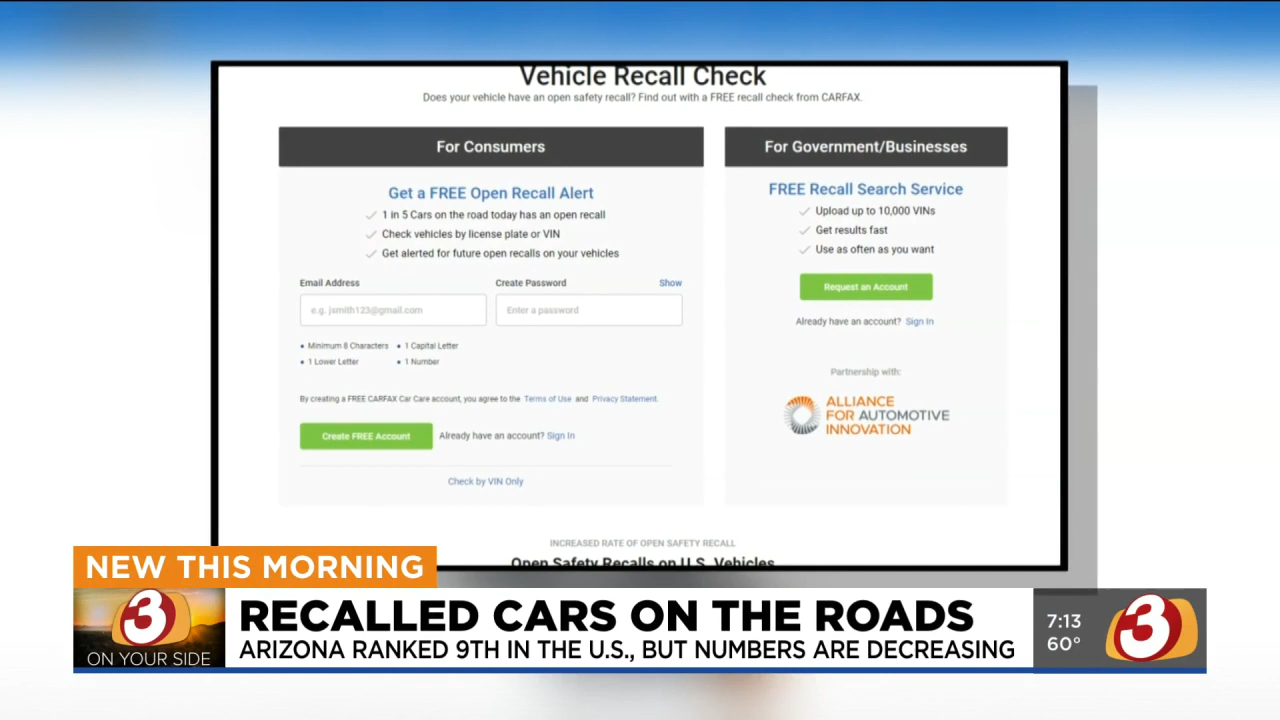 Vehicle Recall Check
Does your vehicle have an open safety recall? Find out with a FREE recall check from CARFAX.
For Consumers
Get a FREE Open Recall Alert
1 in 5 Cars on the road today has an open recall
Check vehicles by license plate or VIN
Get alerted for future open recalls on your vehicles
Email Address
Create Password
Show
e.g. jsmith123@gmail.com
Enter a password
• Minimum 8 Characters • 1 Capital Letter
• 1 Lower Letter • 1 Number
By creating a FREE CARFAX Car Care account, you agree to the Terms of Use and Privacy Statement.
Create FREE Account
Already have an account? Sign In
Check by VIN Only
For Government/Businesses
FREE Recall Search Service
Upload up to 10,000 VINs
Get results fast
Use as often as you want
Request an Account
Already have an account? Sign In
Partnership with:
ALLIANCE
FOR AUTOMOTIVE
INNOVATION
INCREASED RATE OF OPEN SAFETY RECALL
Open Safety Recalls on U.S. Vehicles
NEW THIS MORNING
3
ON YOUR SIDE
RECALLED CARS ON THE ROADS
ARIZONA RANKED 9TH IN THE U.S., BUT NUMBERS ARE DECREASING
7:13
60°
3